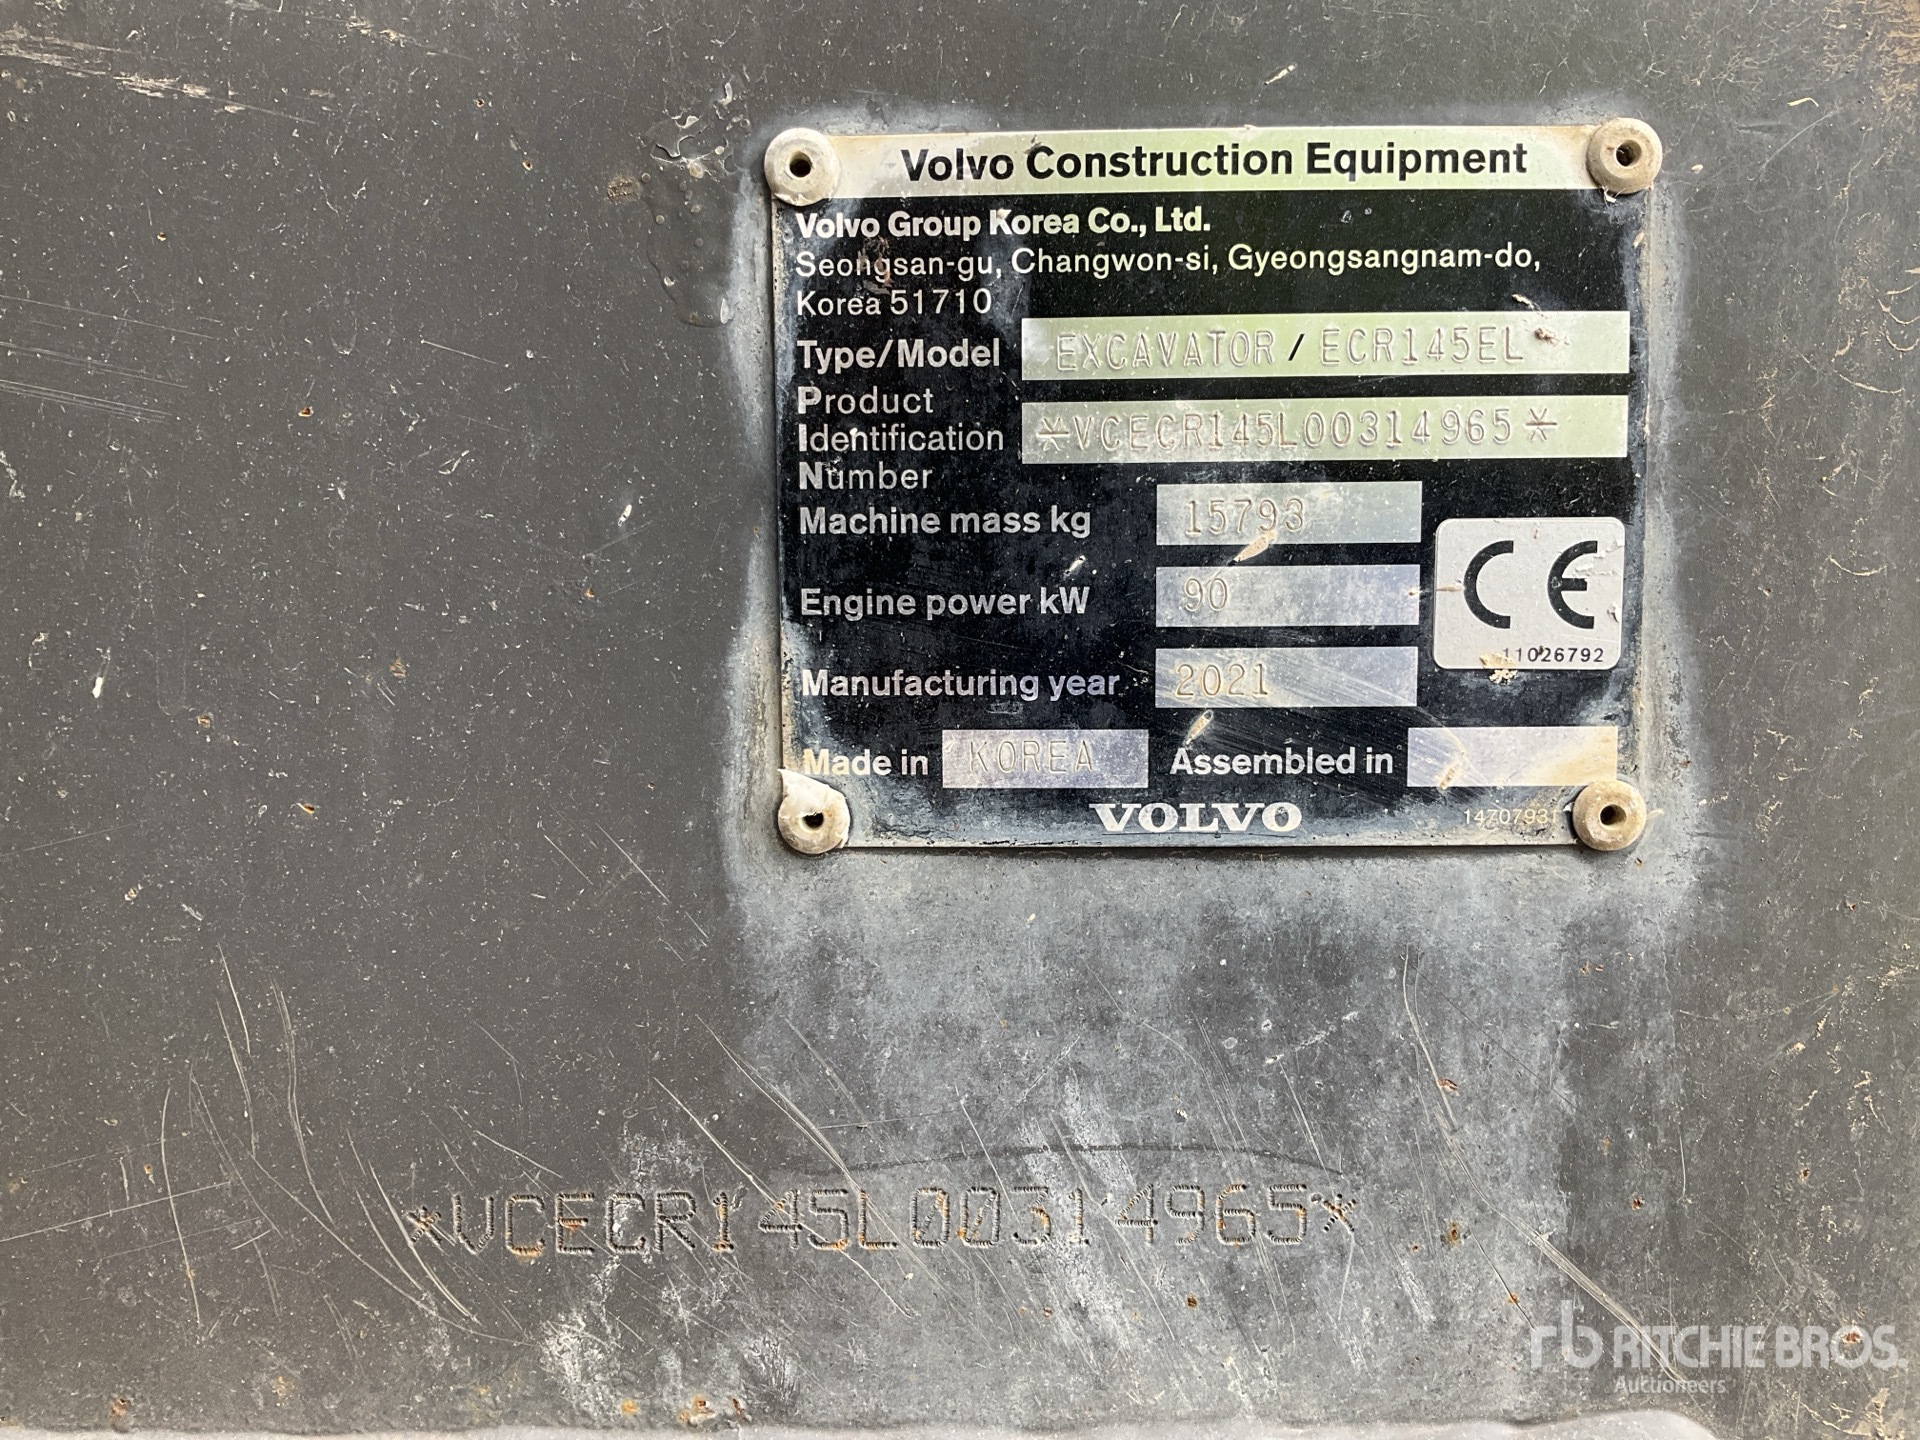 Volvo Construction Equipment
Volvo Group Korea Co., Ltd.
Seongsan-gu, Changwon-si, Gyeongsangnam-do,
Korea 51710
Type/Model EXCAVATOR / ECR145EL
Product
Identification *VCECR145L00314965*
Number
Machine mass kg 15793
Engine power kW 90
CE
11026792
Manufacturing year 2021
Made in KOREA Assembled in
VOLVO
*VCECR145L00314965*
rb RITCHIE BROS.
Auctioneers